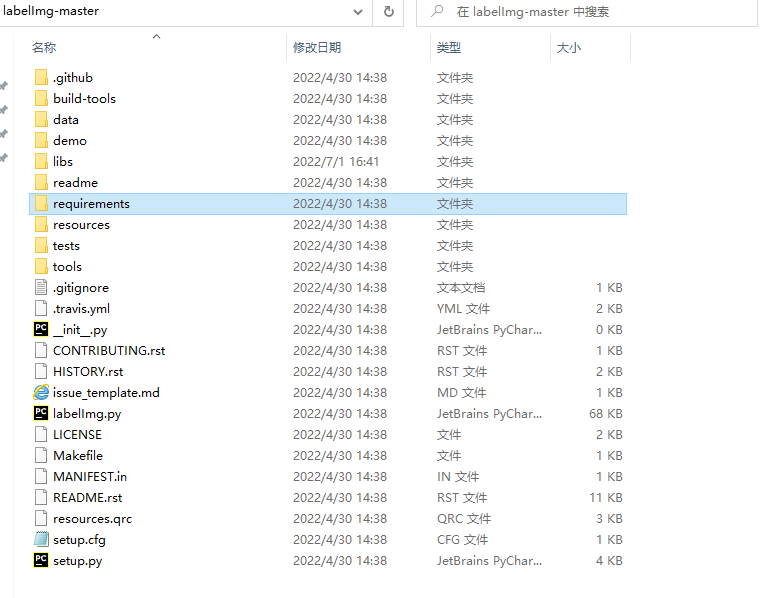 labelImg-master 在 labelImg-master 中搜索
名称 修改日期 类型 大小
.github 2022/4/30 14:38 文件夹
build-tools 2022/4/30 14:38 文件夹
data 2022/4/30 14:38 文件夹
demo 2022/4/30 14:38 文件夹
libs 2022/7/1 16:41 文件夹
readme 2022/4/30 14:38 文件夹
requirements 2022/4/30 14:38 文件夹
resources 2022/4/30 14:38 文件夹
tests 2022/4/30 14:38 文件夹
tools 2022/4/30 14:38 文件夹
.gitignore 2022/4/30 14:38 文本文档 1 KB
.travis.yml 2022/4/30 14:38 YML 文件 2 KB
PC __init__.py 2022/4/30 14:38 JetBrains PyChar... 0 KB
CONTRIBUTING.rst 2022/4/30 14:38 RST 文件 1 KB
HISTORY.rst 2022/4/30 14:38 RST 文件 2 KB
issue_template.md 2022/4/30 14:38 MD 文件 1 KB
PC labelImg.py 2022/4/30 14:38 JetBrains PyChar... 68 KB
LICENSE 2022/4/30 14:38 文件 2 KB
Makefile 2022/4/30 14:38 文件 1 KB
MANIFEST.in 2022/4/30 14:38 IN 文件 1 KB
README.rst 2022/4/30 14:38 RST 文件 11 KB
resources.qrc 2022/4/30 14:38 QRC 文件 3 KB
setup.cfg 2022/4/30 14:38 CFG 文件 1 KB
PC setup.py 2022/4/30 14:38 JetBrains PyChar... 4 KB